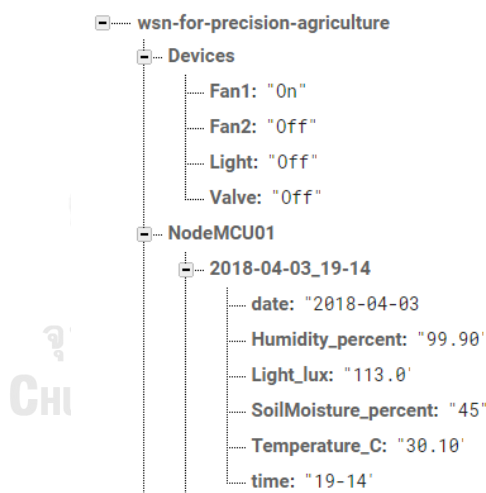 wsn-for-precision-agriculture
Devices
Fan1: "On"
Fan2: "Off"
Light: "Off"
Valve: "Off"
NodeMCU01
2018-04-03_19-14
date: "2018-04-03
Humidity_percent: "99.90'
Light_lux: "113.0'
SoilMoisture_percent: "45"
Temperature_C: "30.10'
time: "19-14'